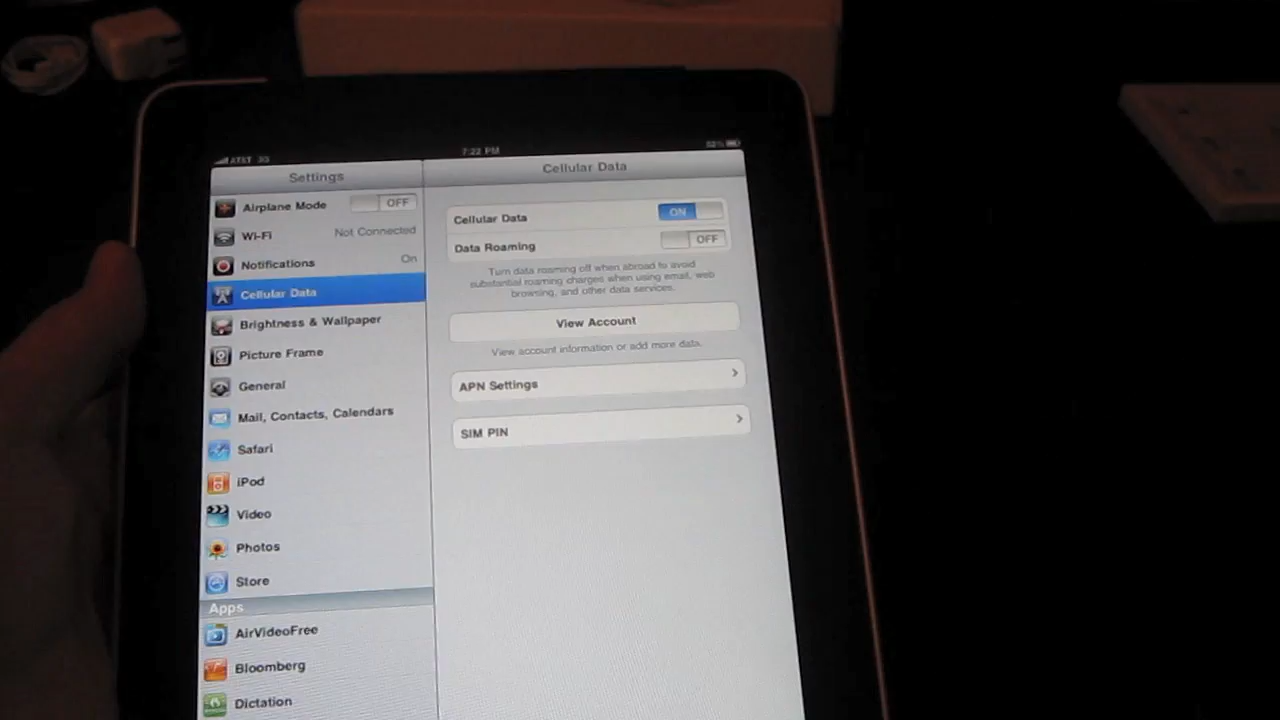 AT&T 3G
7:22 PM
52%
Settings
Airplane Mode OFF
Wi-Fi Not Connected
Notifications On
Cellular Data
Brightness & Wallpaper
Picture Frame
General
Mail, Contacts, Calendars
Safari
iPod
Video
Photos
Store
Apps
AirVideoFree
Bloomberg
Dictation
Cellular Data
Cellular Data ON
Data Roaming OFF
Turn data roaming off when abroad to avoid
substantial roaming charges when using email, web
browsing, and other data services.
View Account
View account information or add more data.
APN Settings
SIM PIN